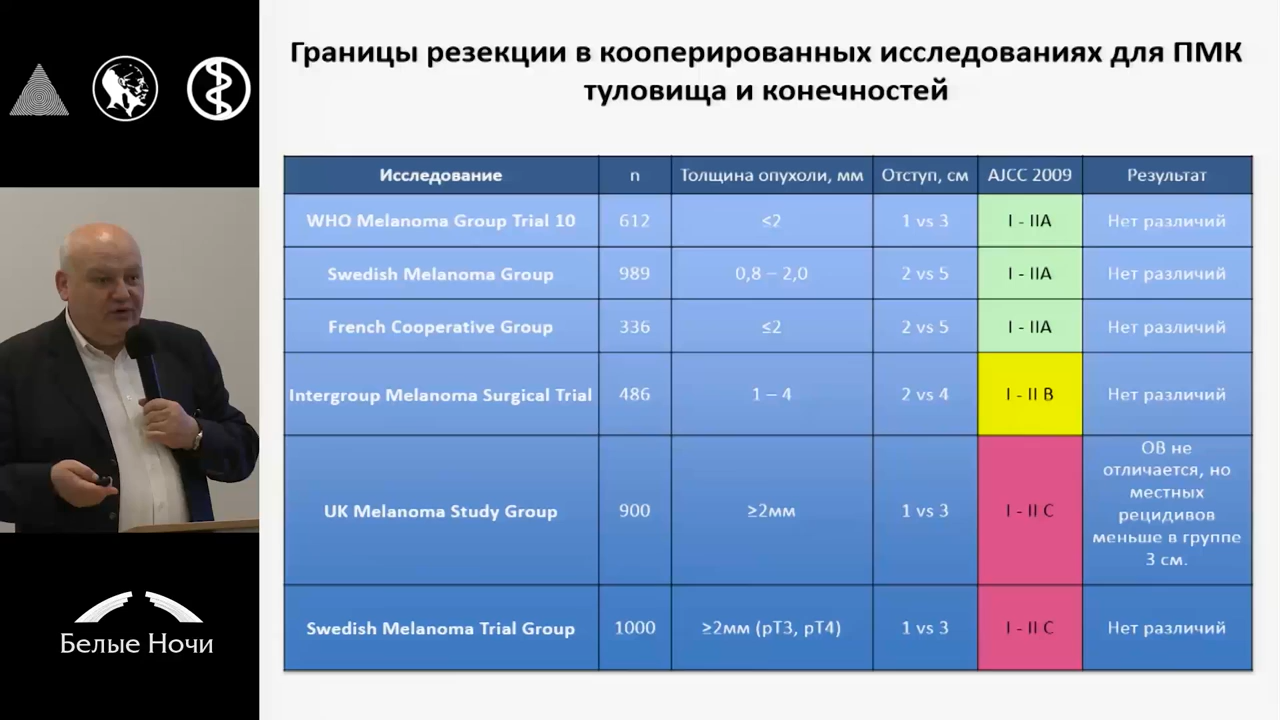 Границы резекции в кооперированных исследованиях для ПМК
туловища и конечностей
Исследование n Толщина опухоли, мм Отступ, см AJCC 2009 Результат
WHO Melanoma Group Trial 10 612 ≤2 1 vs 3 I - IIA Нет различий
Swedish Melanoma Group 989 0,8 – 2,0 2 vs 5 I - IIA Нет различий
French Cooperative Group 336 ≤2 2 vs 5 I - IIA Нет различий
Intergroup Melanoma Surgical Trial 486 1 – 4 2 vs 4 I - II B Нет различий
UK Melanoma Study Group 900 ≥2мм 1 vs 3 I - II C
ОВ не
отличается, но
местных
рецидивов
меньше в группе
3 см.
Swedish Melanoma Trial Group 1000 ≥2мм (pT3, pT4) 1 vs 3 I - II C Нет различий
Белые Ночи